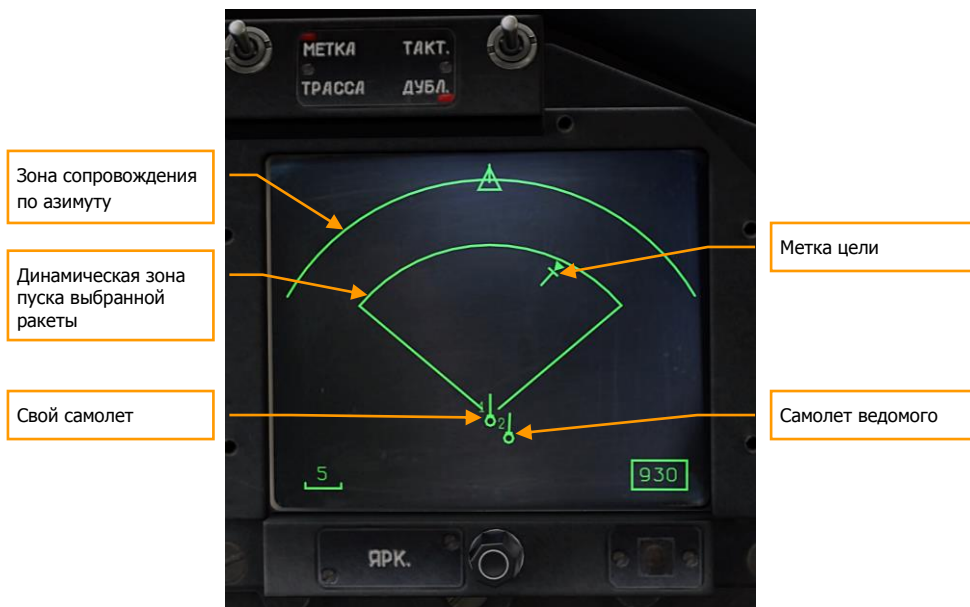 МЕТКА ТАКТ.
ТРАССА ДУБЛ.
Зона сопровождения
по азимуту
Метка цели
Динамическая зона
пуска выбранной
ракеты
Свой самолет
1
2
Самолет ведомого
5
930
ЯРК.